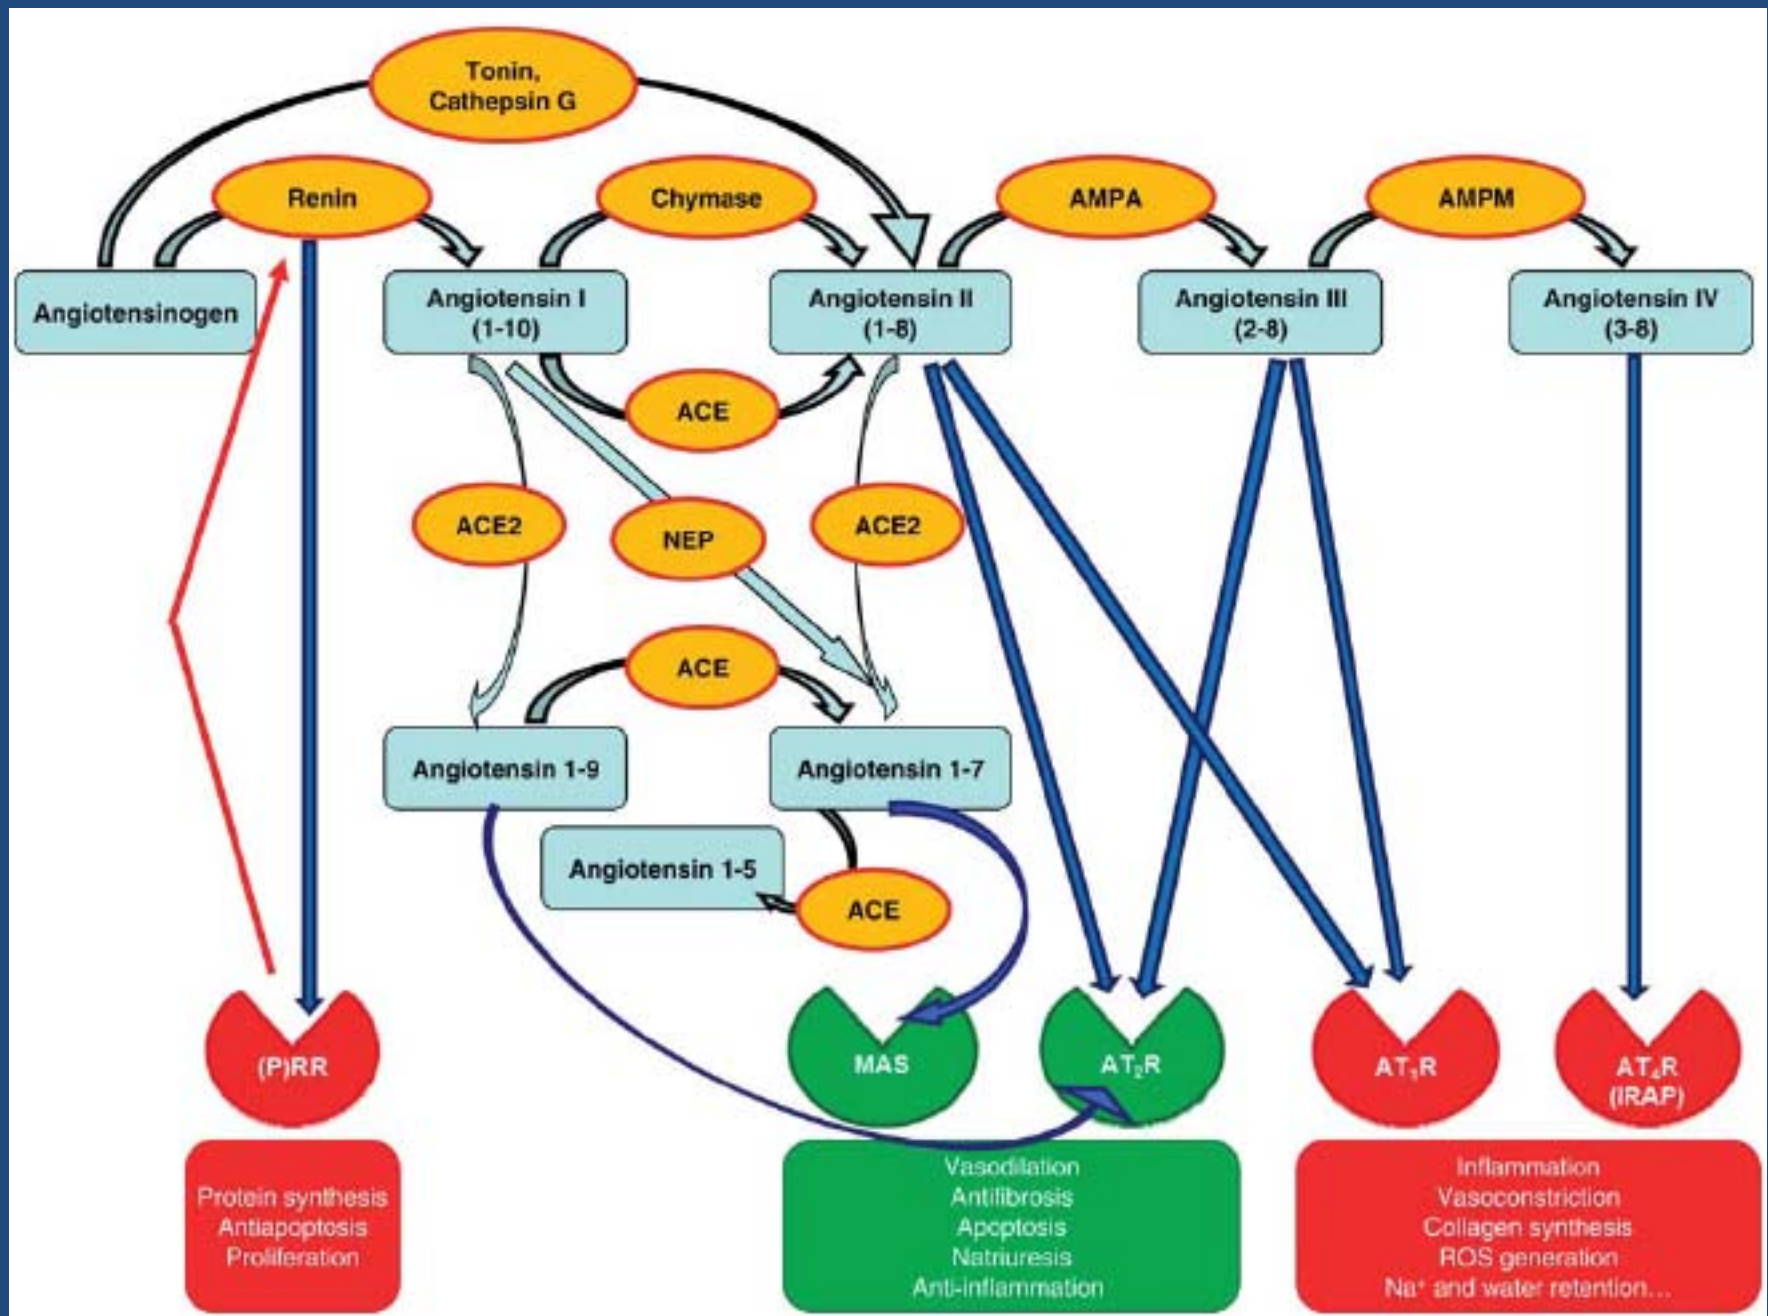 Tonin,
Cathepsin G
Renin
Chymase
AMPA
AMPM
Angiotensinogen
Angiotensin I
(1-10)
Angiotensin II
(1-8)
Angiotensin III
(2-8)
Angiotensin IV
(3-8)
ACE
ACE2
NEP
ACE2
ACE
Angiotensin 1-9
Angiotensin 1-7
Angiotensin 1-5
ACE
(P)RR
MAS
AT₂R
AT₁R
AT₄R
(IRAP)
Protein synthesis
Antiapoptosis
Proliferation
Vasodilation
Antifibrosis
Apoptosis
Natriuresis
Anti-inflammation
Inflammation
Vasoconstriction
Collagen synthesis
ROS generation
Na⁺ and water retention...